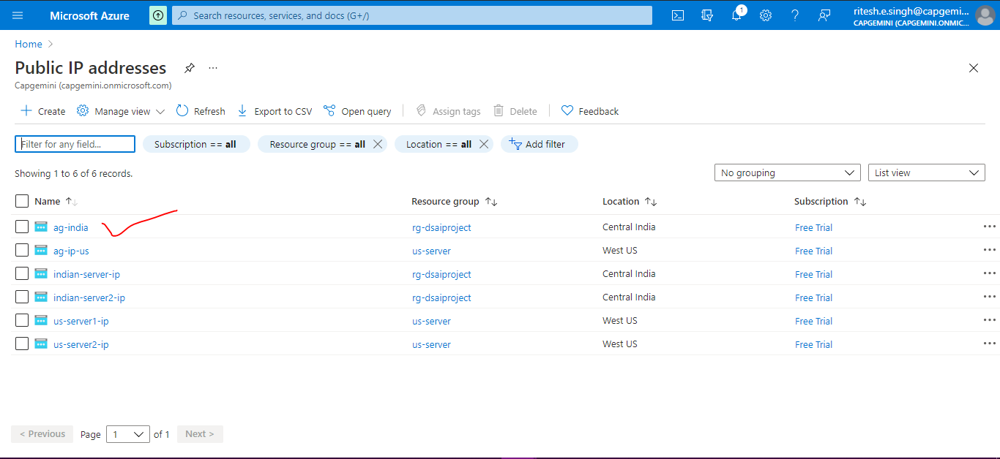 Microsoft Azure
Search resources, services, and docs (G+/)
1
ritesh.e.singh@capgemi...
CAPGEMINI (CAPGEMINI.ONMIC...
Home >
Public IP addresses ...
Capgemini (capgemini.onmicrosoft.com)
+ Create Manage view Refresh Export to CSV Open query Assign tags Delete Feedback
Filter for any field... Subscription == all Resource group == all Location == all Add filter
Showing 1 to 6 of 6 records. No grouping List view
Name Resource group Location Subscription
ag-india rg-dsaiproject Central India Free Trial ...
ag-ip-us us-server West US Free Trial ...
indian-server-ip rg-dsaiproject Central India Free Trial ...
indian-server2-ip rg-dsaiproject Central India Free Trial ...
us-server1-ip us-server West US Free Trial ...
us-server2-ip us-server West US Free Trial ...
< Previous Page 1 of 1 Next >